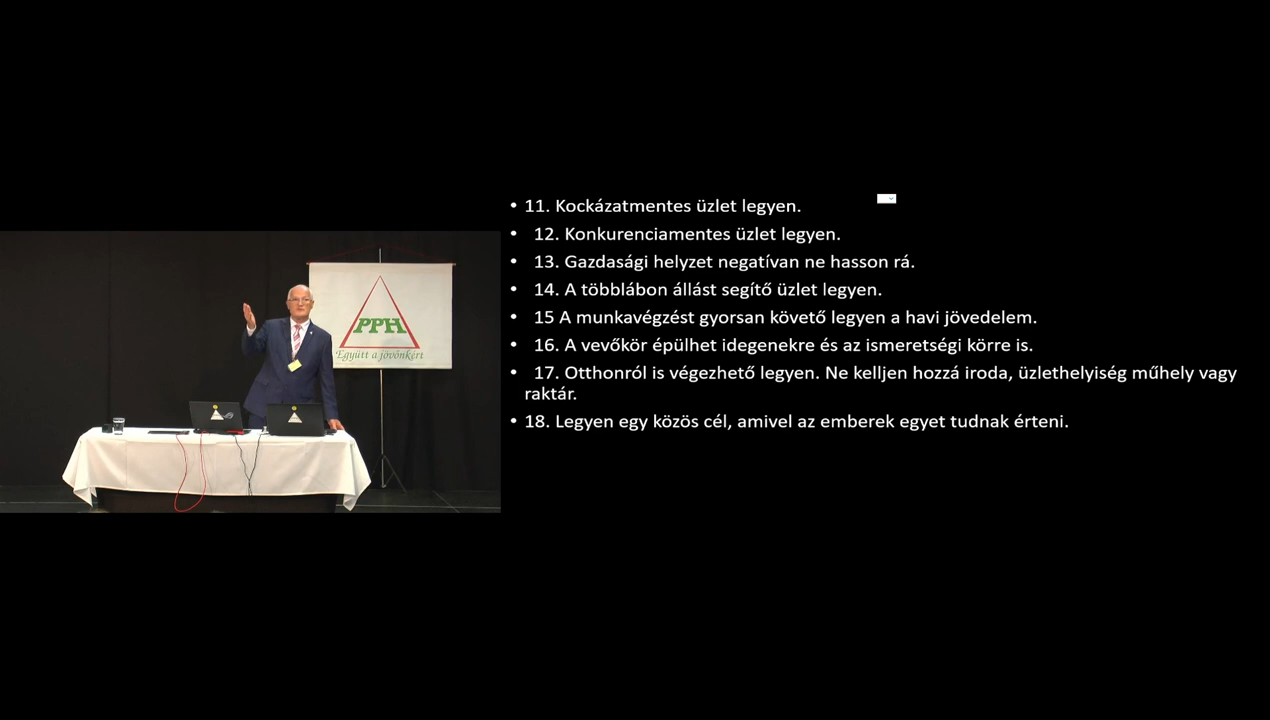 • 11. Kockázatmentes üzlet legyen.
• 12. Konkurenciamentes üzlet legyen.
• 13. Gazdasági helyzet negatívan ne hasson rá.
• 14. A többlábon állást segítő üzlet legyen.
• 15 A munkavégzést gyorsan követő legyen a havi jövedelem.
• 16. A vevőkör épülhet idegenekre és az ismeretségi körre is.
• 17. Otthonról is végezhető legyen. Ne kelljen hozzá iroda, üzlethelyiség műhely vagy
raktár.
• 18. Legyen egy közös cél, amivel az emberek egyet tudnak érteni.
PPH
Együtt a jövőnkért